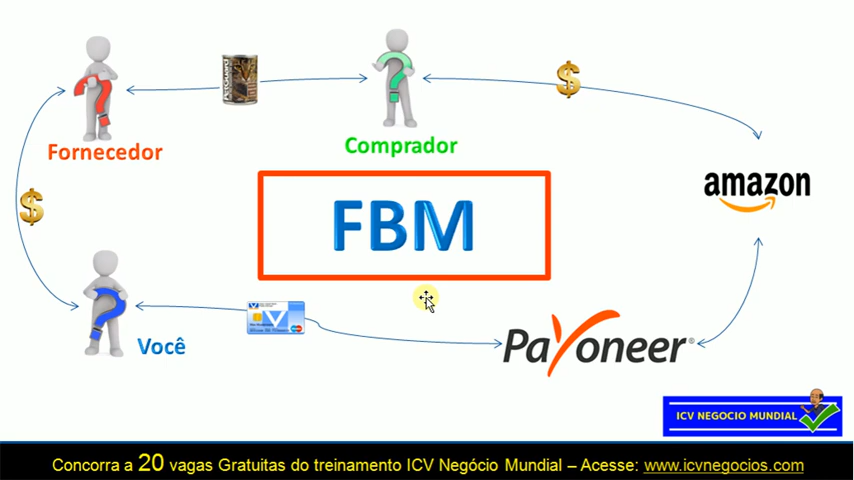 PetGuard
Fornecedor
Comprador
amazon
FBM
Você
Payoneer
ICV NEGOCIO MUNDIAL
Concorra a 20 vagas Gratuitas do treinamento ICV Negócio Mundial – Acesse: www.icvnegocios.com